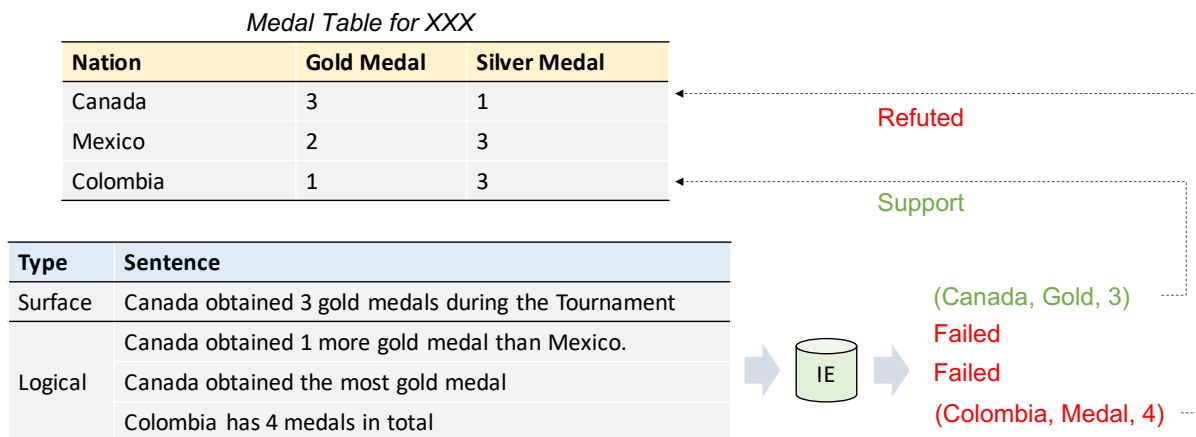 Medal Table for XXX
Nation Gold Medal Silver Medal
Canada 3 1
Mexico 2 3
Colombia 1 3
Refuted
Support
Type Sentence
Surface Canada obtained 3 gold medals during the Tournament
Logical
Canada obtained 1 more gold medal than Mexico.
Canada obtained the most gold medal
Colombia has 4 medals in total
IE
(Canada, Gold, 3)
Failed
Failed
(Colombia, Medal, 4)